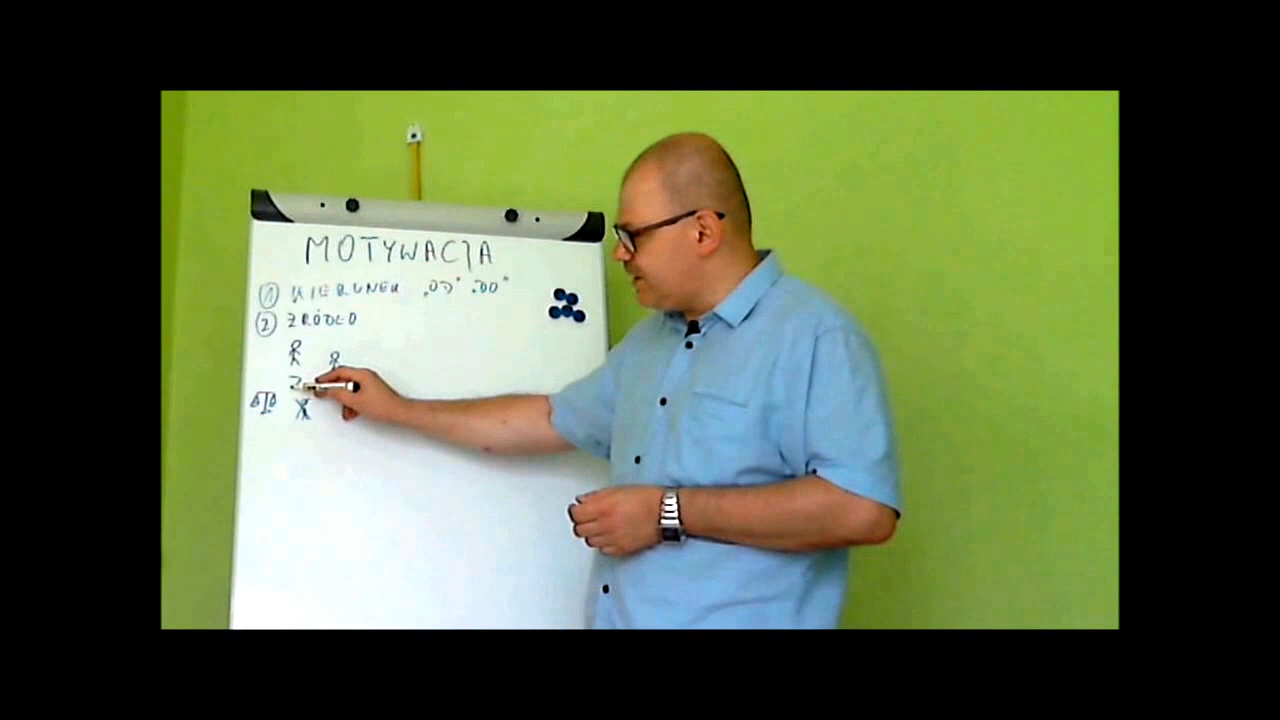 MOTYWACJA
① KIERUNEK „OD" „DO"
② ŹRÓDŁO